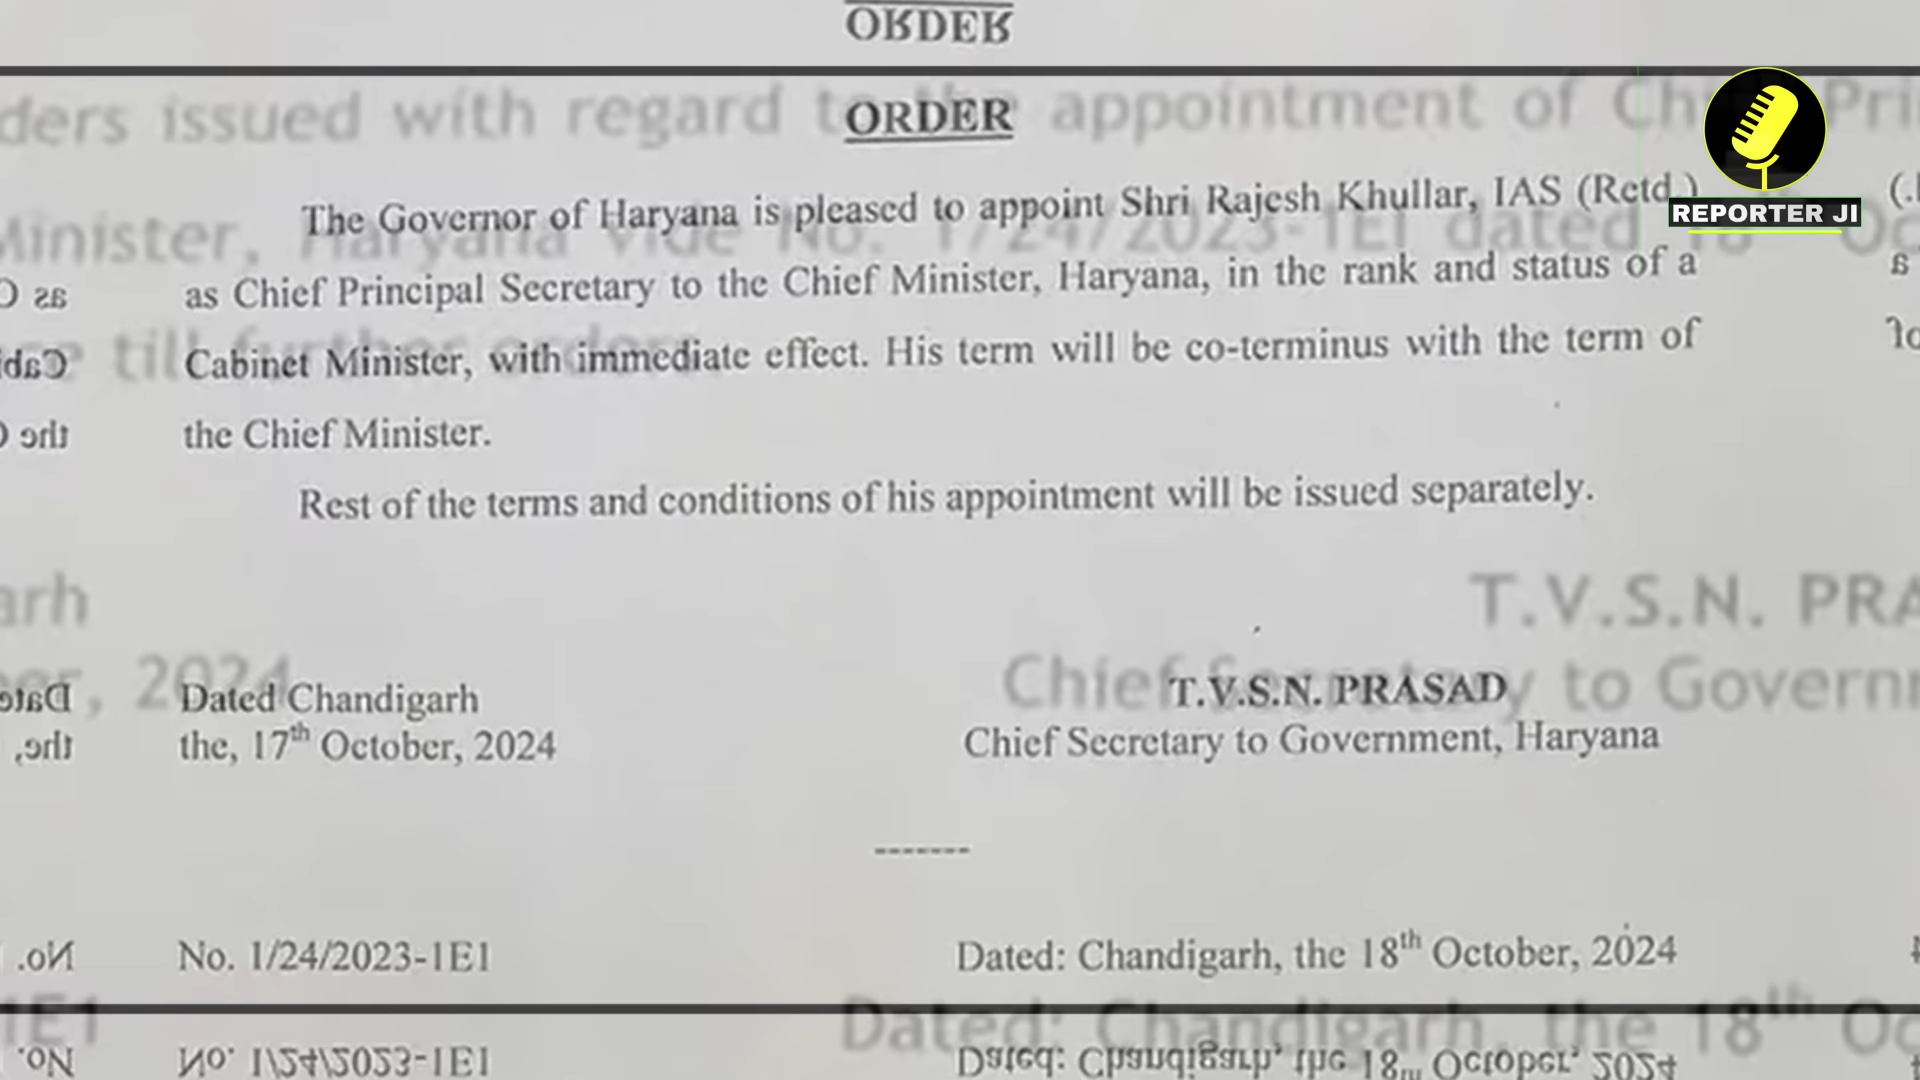 ORDER
The Governor of Haryana is pleased to appoint Shri Rajesh Khullar, IAS (Retd.)
as Chief Principal Secretary to the Chief Minister, Haryana, in the rank and status of a
Cabinet Minister, with immediate effect. His term will be co-terminus with the term of
the Chief Minister.
Rest of the terms and conditions of his appointment will be issued separately.
Dated Chandigarh
the, 17th October, 2024
T.V.S.N. PRASAD
Chief Secretary to Government, Haryana
-------
No. 1/24/2023-1E1
Dated: Chandigarh, the 18th October, 2024
REPORTER JI